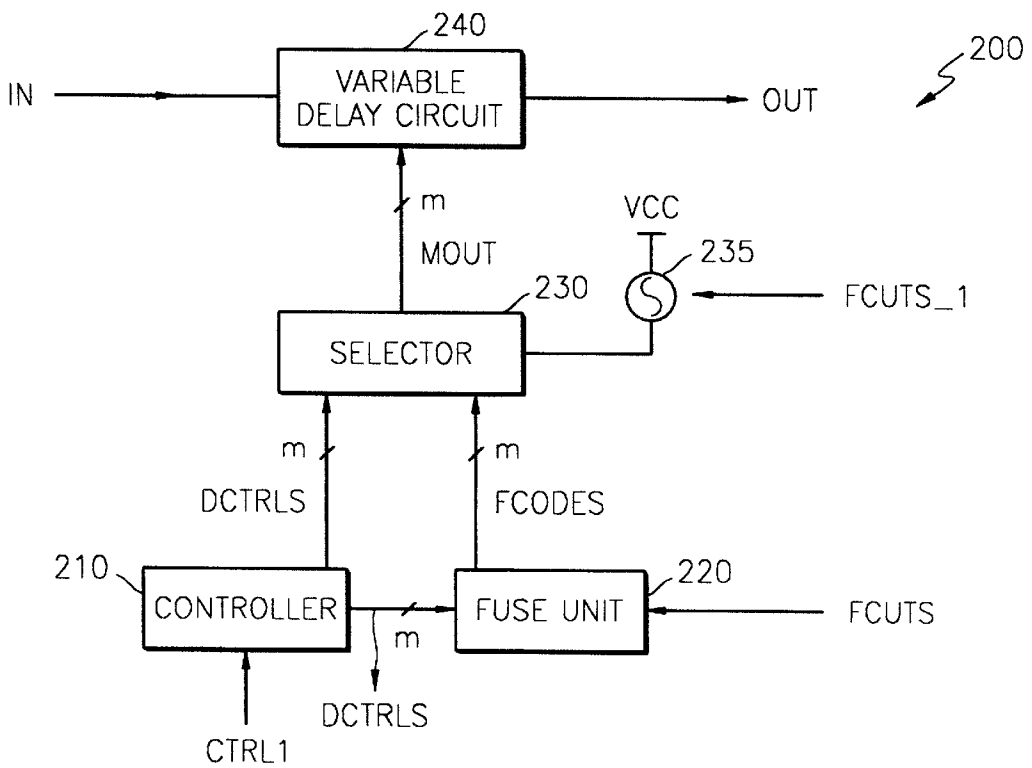 240
200
IN
VARIABLE
DELAY CIRCUIT
OUT
m
VCC
MOUT
235
230
FCUTS_1
SELECTOR
m
m
DCTRLS
FCODES
210
220
CONTROLLER
FUSE UNIT
FCUTS
m
DCTRLS
CTRL1